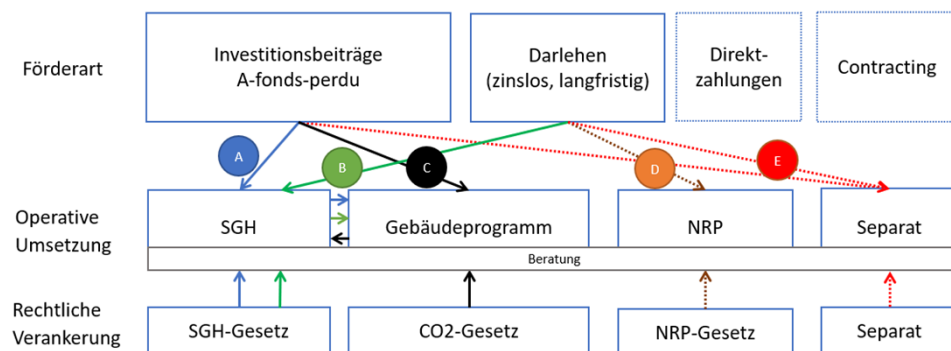 Förderart
Investitionsbeiträge
A-fonds-perdu
Darlehen
(zinslos, langfristig)
Direkt-
zahlungen
Contracting
A
B
C
D
E
Operative
Umsetzung
SGH
Gebäudeprogramm
NRP
Separat
Beratung
Rechtliche
Verankerung
SGH-Gesetz
CO2-Gesetz
NRP-Gesetz
Separat